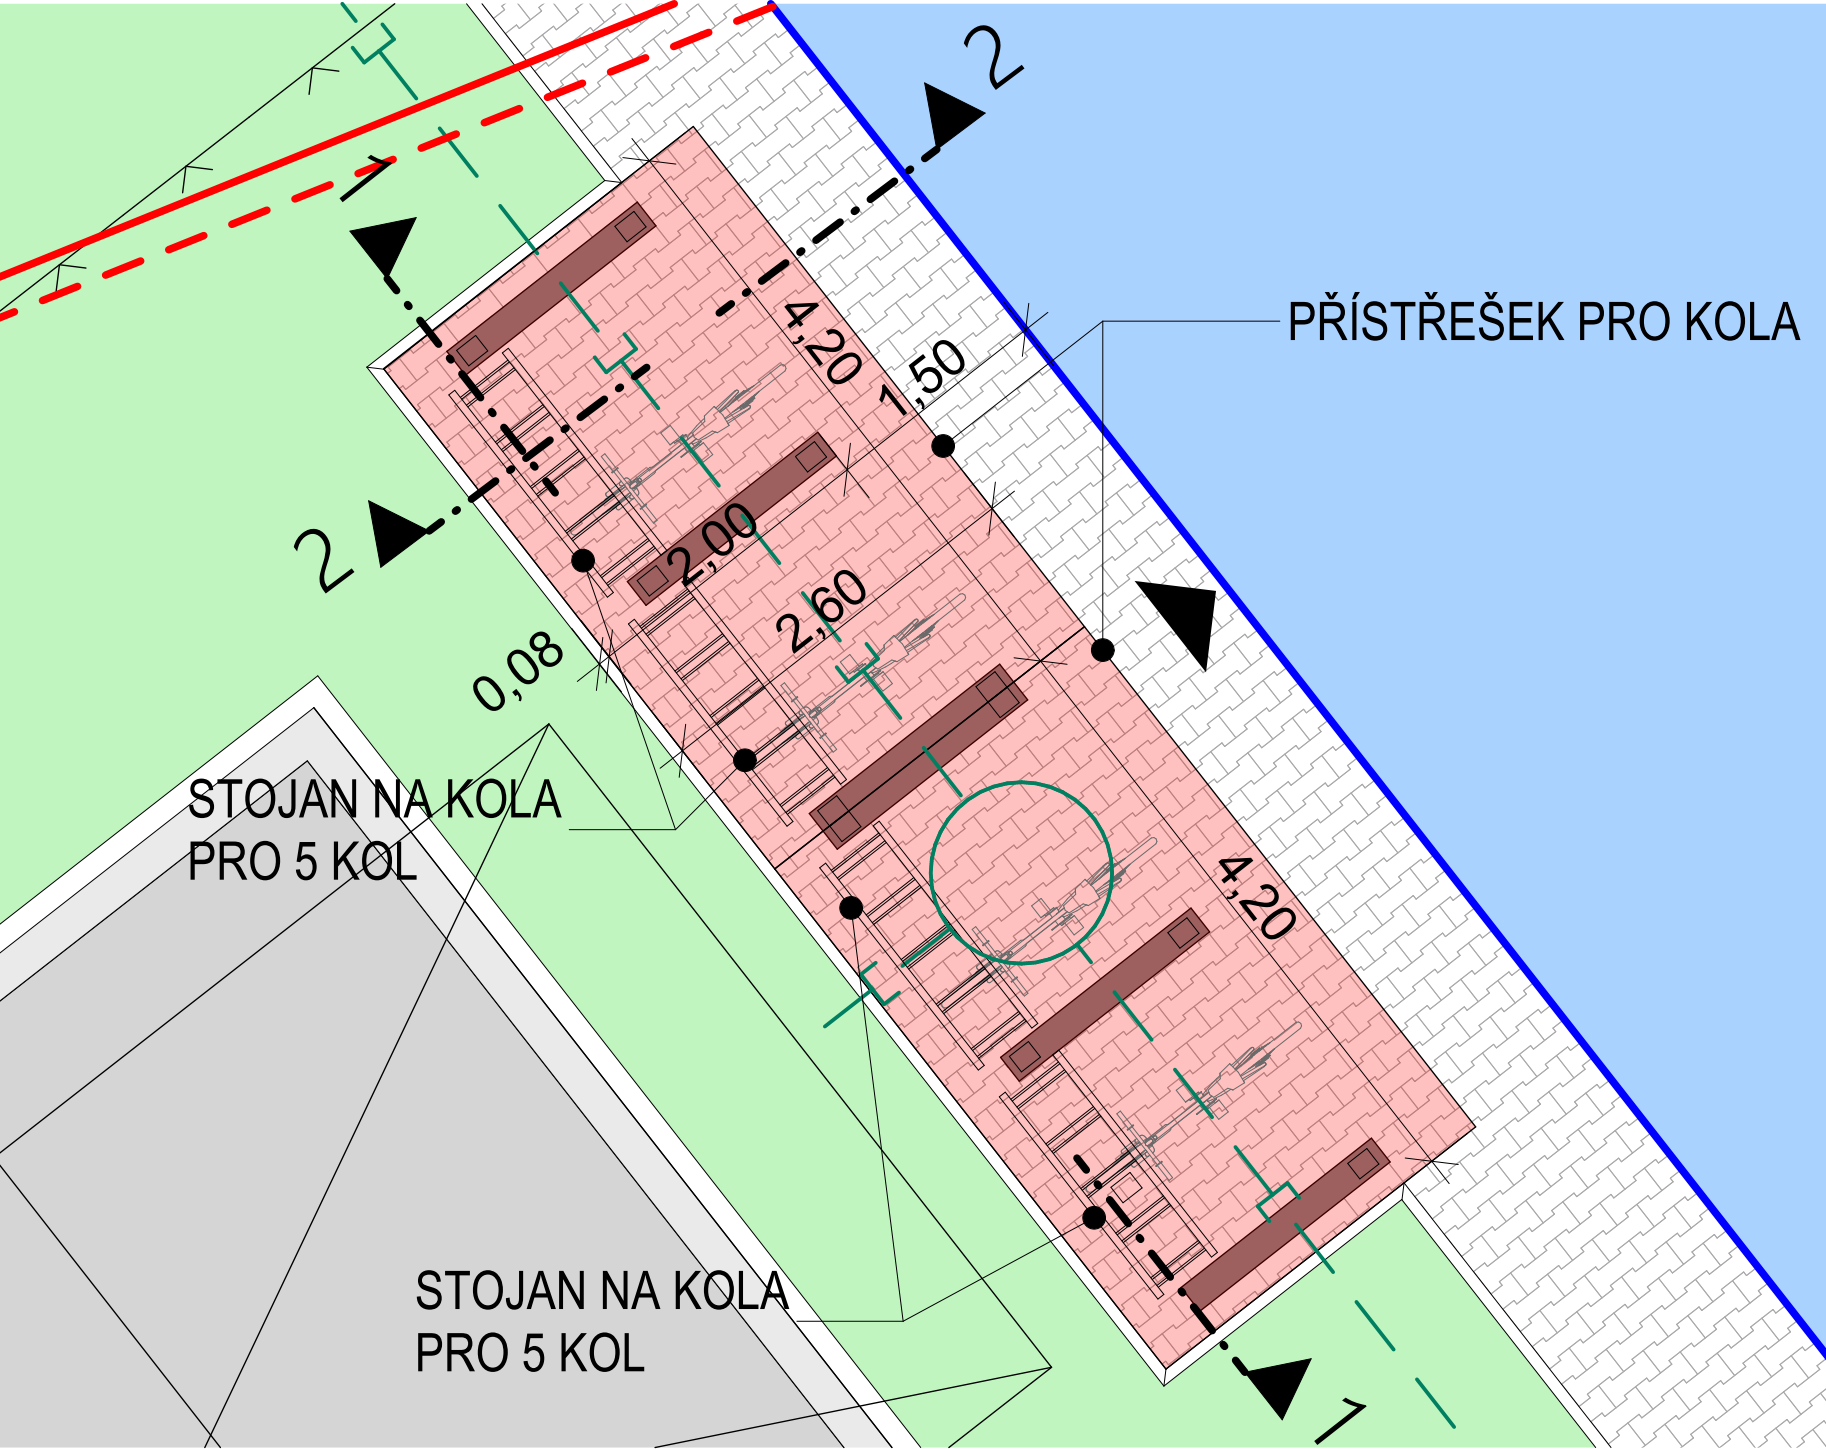 2
1
4,20
PŘÍSTŘEŠEK PRO KOLA
1,50
2
2,00
2,60
0,08
STOJAN NA KOLA
PRO 5 KOL
4,20
STOJAN NA KOLA
PRO 5 KOL
1